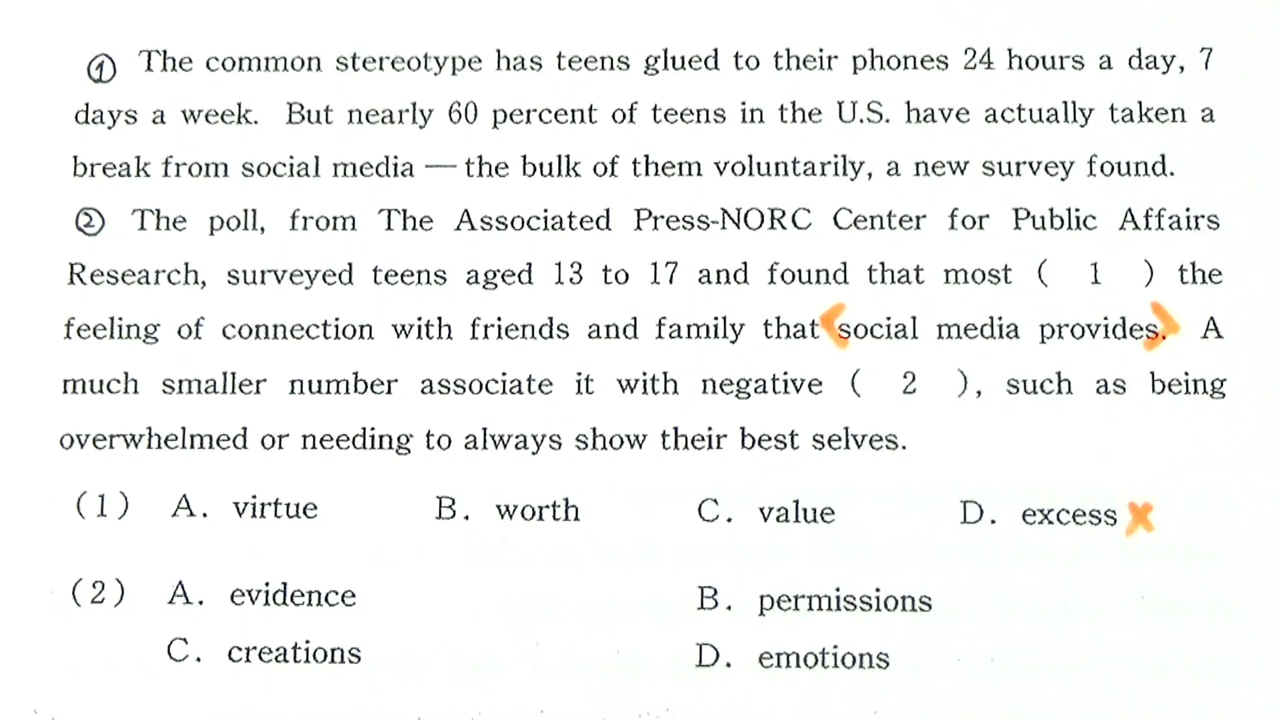 ① The common stereotype has teens glued to their phones 24 hours a day, 7
days a week. But nearly 60 percent of teens in the U.S. have actually taken a
break from social media — the bulk of them voluntarily, a new survey found.
② The poll, from The Associated Press-NORC Center for Public Affairs
Research, surveyed teens aged 13 to 17 and found that most ( 1 ) the
feeling of connection with friends and family that social media provides. A
much smaller number associate it with negative ( 2 ), such as being
overwhelmed or needing to always show their best selves.
(1) A. virtue B. worth C. value D. excess ×
(2) A. evidence B. permissions
C. creations D. emotions